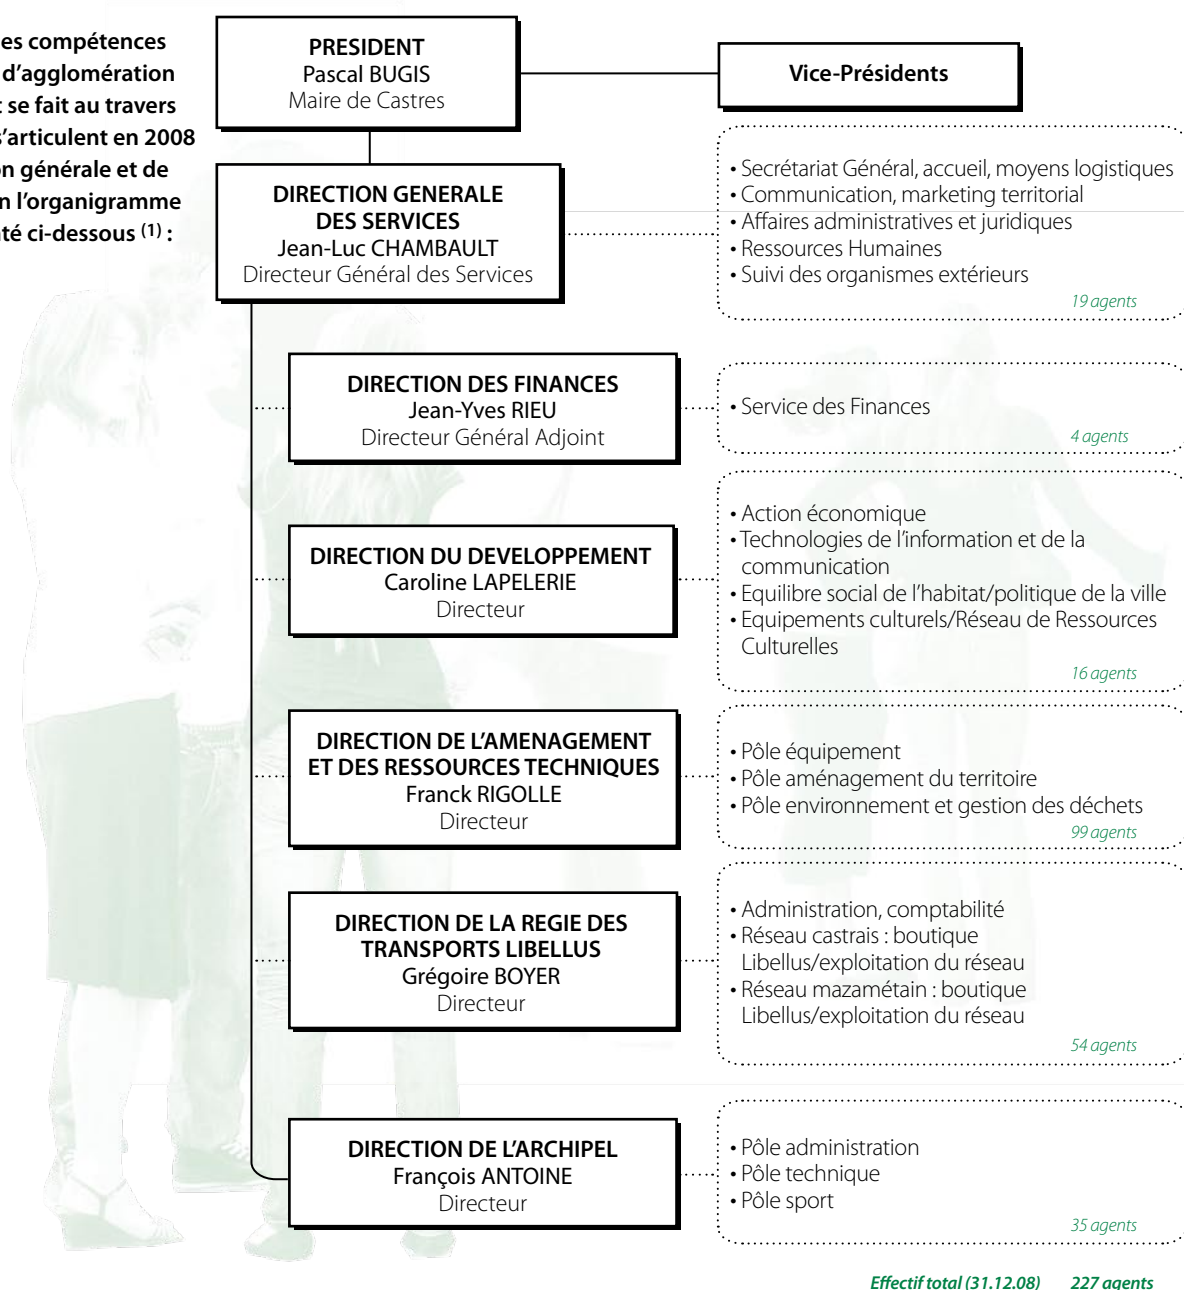 es compétences
d'agglomération
t se fait au travers
s'articulent en 2008
on générale et de
n l'organigramme
té ci-dessous (1) :
PRESIDENT
Pascal BUGIS
Maire de Castres
Vice-Présidents
DIRECTION GENERALE
DES SERVICES
Jean-Luc CHAMBAULT
Directeur Général des Services
• Secrétariat Général, accueil, moyens logistiques
• Communication, marketing territorial
• Affaires administratives et juridiques
• Ressources Humaines
• Suivi des organismes extérieurs
19 agents
DIRECTION DES FINANCES
Jean-Yves RIEU
Directeur Général Adjoint
• Service des Finances
4 agents
DIRECTION DU DEVELOPPEMENT
Caroline LAPELERIE
Directeur
• Action économique
• Technologies de l'information et de la
communication
• Equilibre social de l'habitat/politique de la ville
• Equipements culturels/Réseau de Ressources
Culturelles
16 agents
DIRECTION DE L'AMENAGEMENT
ET DES RESSOURCES TECHNIQUES
Franck RIGOLLE
Directeur
• Pôle équipement
• Pôle aménagement du territoire
• Pôle environnement et gestion des déchets
99 agents
DIRECTION DE LA REGIE DES
TRANSPORTS LIBELLUS
Grégoire BOYER
Directeur
• Administration, comptabilité
• Réseau castrais : boutique
Libellus/exploitation du réseau
• Réseau mazamétain : boutique
Libellus/exploitation du réseau
54 agents
DIRECTION DE L'ARCHIPEL
François ANTOINE
Directeur
• Pôle administration
• Pôle technique
• Pôle sport
35 agents
Effectif total (31.12.08) 227 agents